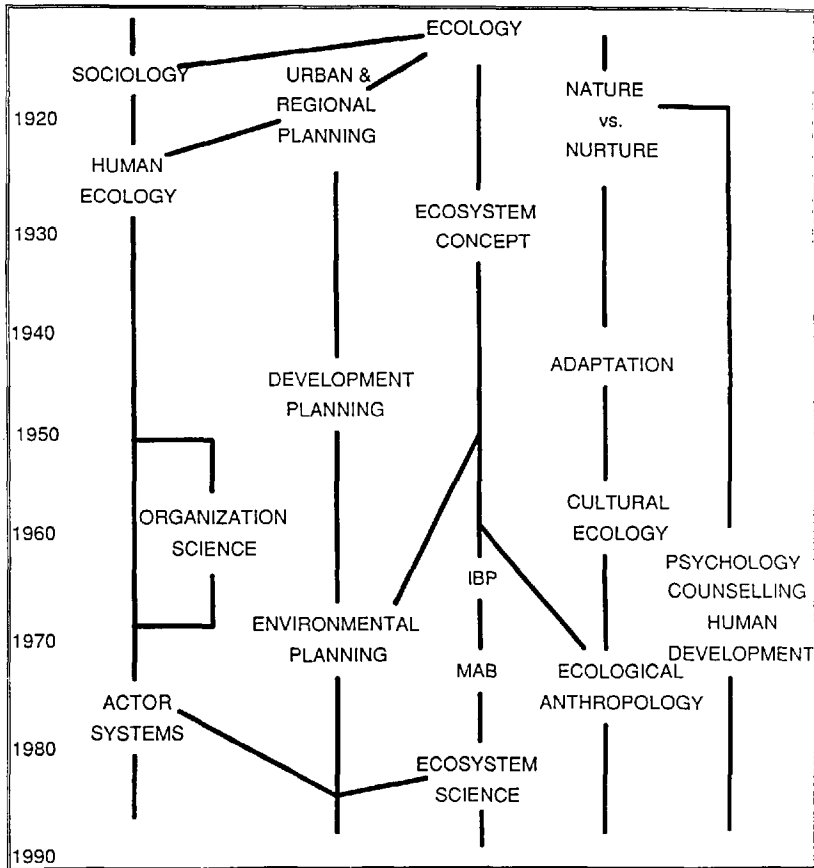 ECOLOGY
SOCIOLOGY
URBAN &
REGIONAL
PLANNING
NATURE
vs.
NURTURE
1920
HUMAN
ECOLOGY
ECOSYSTEM
CONCEPT
1930
1940
ADAPTATION
DEVELOPMENT
PLANNING
1950
ORGANIZATION
SCIENCE
CULTURAL
ECOLOGY
1960
PSYCHOLOGY
COUNSELLING
HUMAN
DEVELOPMENT
IBP
ENVIRONMENTAL
PLANNING
1970
MAB
ECOLOGICAL
ANTHROPOLOGY
ACTOR
SYSTEMS
1980
ECOSYSTEM
SCIENCE
1990